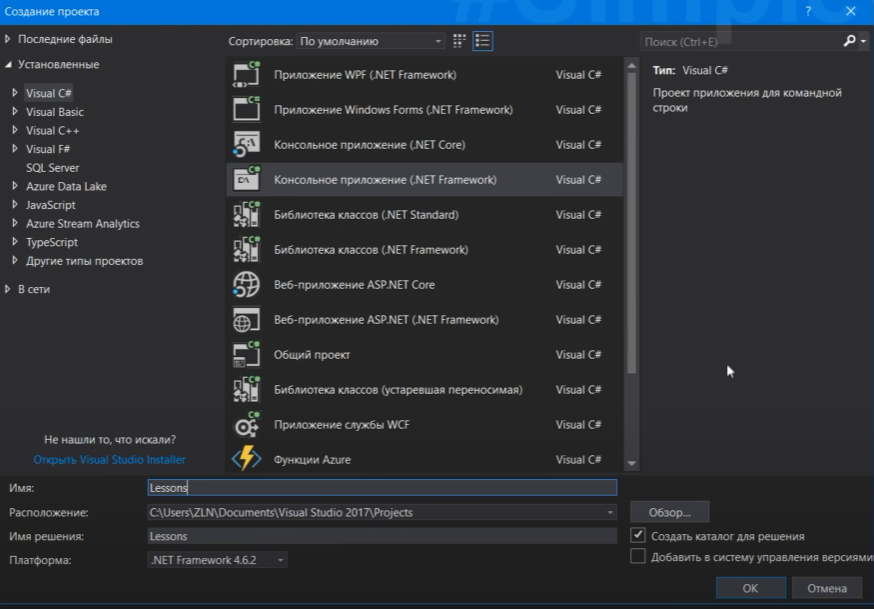 Создание проекта
?
Последние файлы
Установленные
Visual C#
Visual Basic
Visual C++
Visual F#
SQL Server
Azure Data Lake
JavaScript
Azure Stream Analytics
TypeScript
Другие типы проектов
В сети
Не нашли то, что искали?
Открыть Visual Studio Installer
Сортировка: По умолчанию
Приложение WPF (.NET Framework) Visual C#
Приложение Windows Forms (.NET Framework) Visual C#
Консольное приложение (.NET Core) Visual C#
Консольное приложение (.NET Framework) Visual C#
Библиотека классов (.NET Standard) Visual C#
Библиотека классов (.NET Framework) Visual C#
Веб-приложение ASP.NET Core Visual C#
Веб-приложение ASP.NET (.NET Framework) Visual C#
Общий проект Visual C#
Библиотека классов (устаревшая переносимая) Visual C#
Приложение службы WCF Visual C#
Функции Azure Visual C#
Поиск (Ctrl+E)
Тип: Visual C#
Проект приложения для командной
строки
Имя: Lessons
Расположение: C:\Users\ZLN\Documents\Visual Studio 2017\Projects
Обзор...
Имя решения: Lessons
Создать каталог для решения
Платформа: .NET Framework 4.6.2
Добавить в систему управления версиями
ОК
Отмена